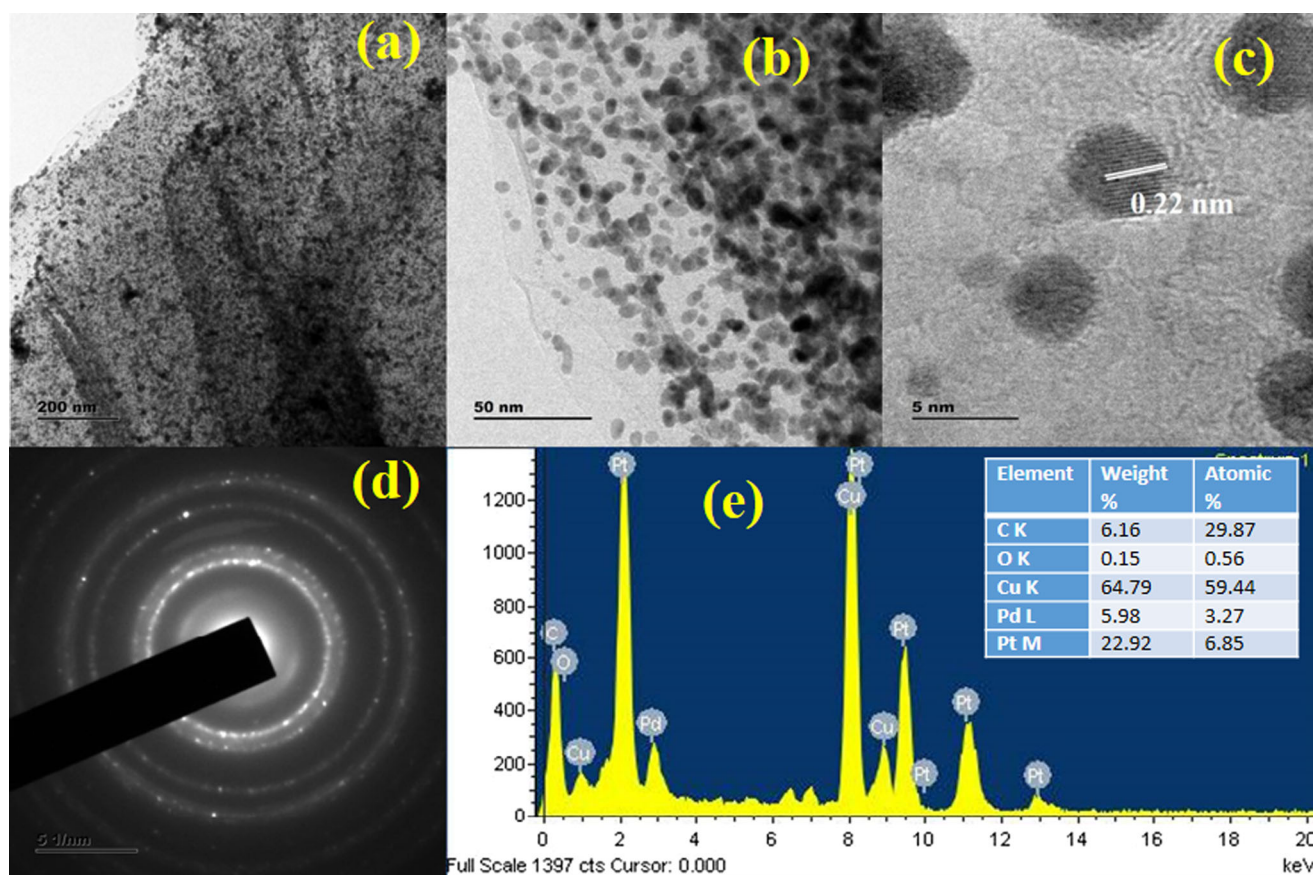 (a)
200 nm
(b)
50 nm
(c)
0.22 nm
5 nm
(d)
5 1/nm
(e)
Spectrum 1
1200
1000
800
600
400
200
0
C
O
Cu
Pt
Pd
Pt
Cu
Cu
Pt
Pt
Pt
Pt
0 2 4 6 8 10 12 14 16 18 20
Full Scale 1397 cts Cursor: 0.000
keV
Element Weight % Atomic %
C K 6.16 29.87
O K 0.15 0.56
Cu K 64.79 59.44
Pd L 5.98 3.27
Pt M 22.92 6.85